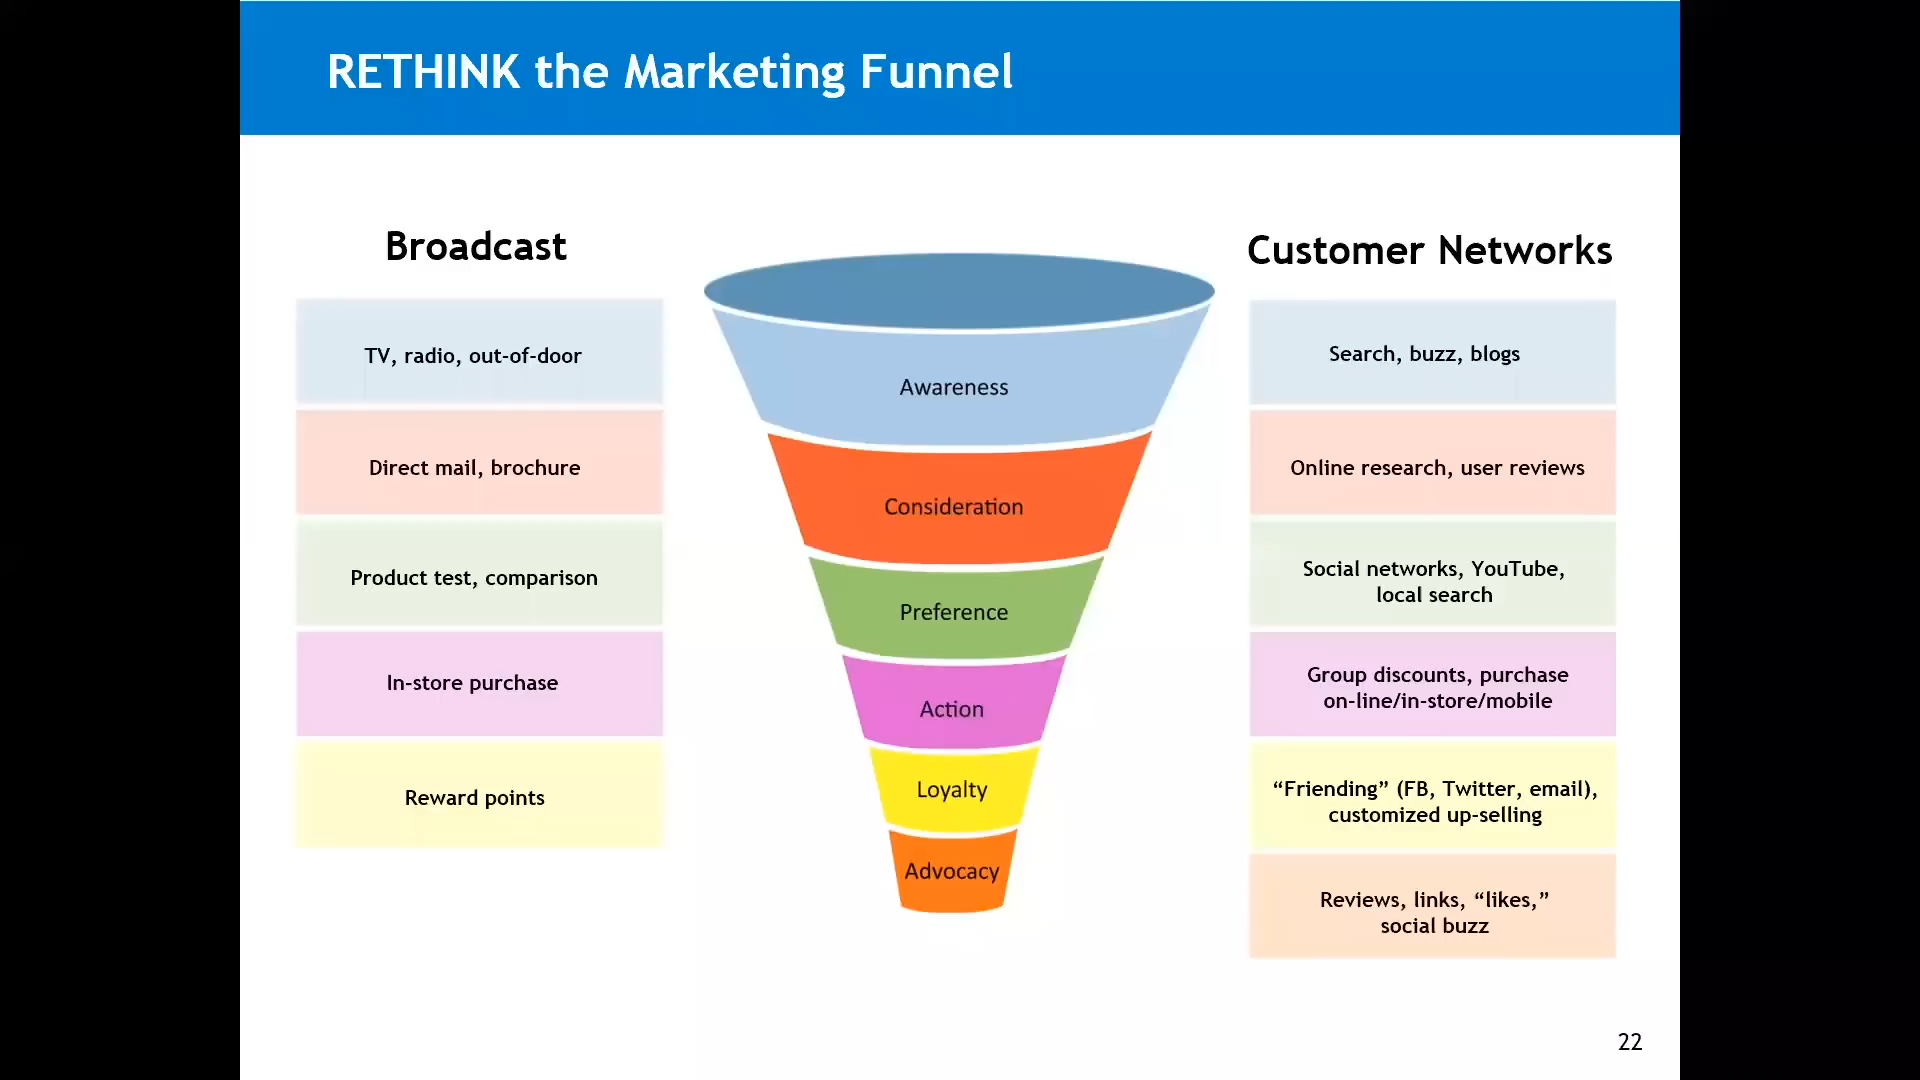 RETHINK the Marketing Funnel
Broadcast
TV, radio, out-of-door
Direct mail, brochure
Product test, comparison
In-store purchase
Reward points
Awareness
Consideration
Preference
Action
Loyalty
Advocacy
Customer Networks
Search, buzz, blogs
Online research, user reviews
Social networks, YouTube,
local search
Group discounts, purchase
on-line/in-store/mobile
“Friending” (FB, Twitter, email),
customized up-selling
Reviews, links, “likes,”
social buzz
22